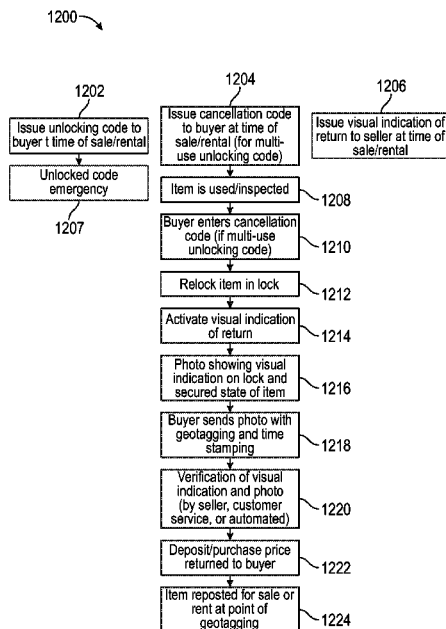 1200
1202
Issue unlocking code to
buyer t time of sale/rental
Unlocked code
emergency
1207
1204
Issue cancellation code
to buyer at time of
sale/rental (for multi-
use unlocking code)
1206
Issue visual indication of
return to seller at time of
sale/rental
Item is used/inspected
1208
Buyer enters cancellation
code (if multi-use
unlocking code)
1210
Relock item in lock
1212
Activate visual indication
of return
1214
Photo showing visual
indication on lock and
secured state of item
1216
Buyer sends photo with
geotagging and time
stamping
1218
Verification of visual
indication and photo
(by seller, customer
service, or automated)
1220
Deposit/purchase price
returned to buyer
1222
Item reposted for sale or
rent at point of
geotagging
1224